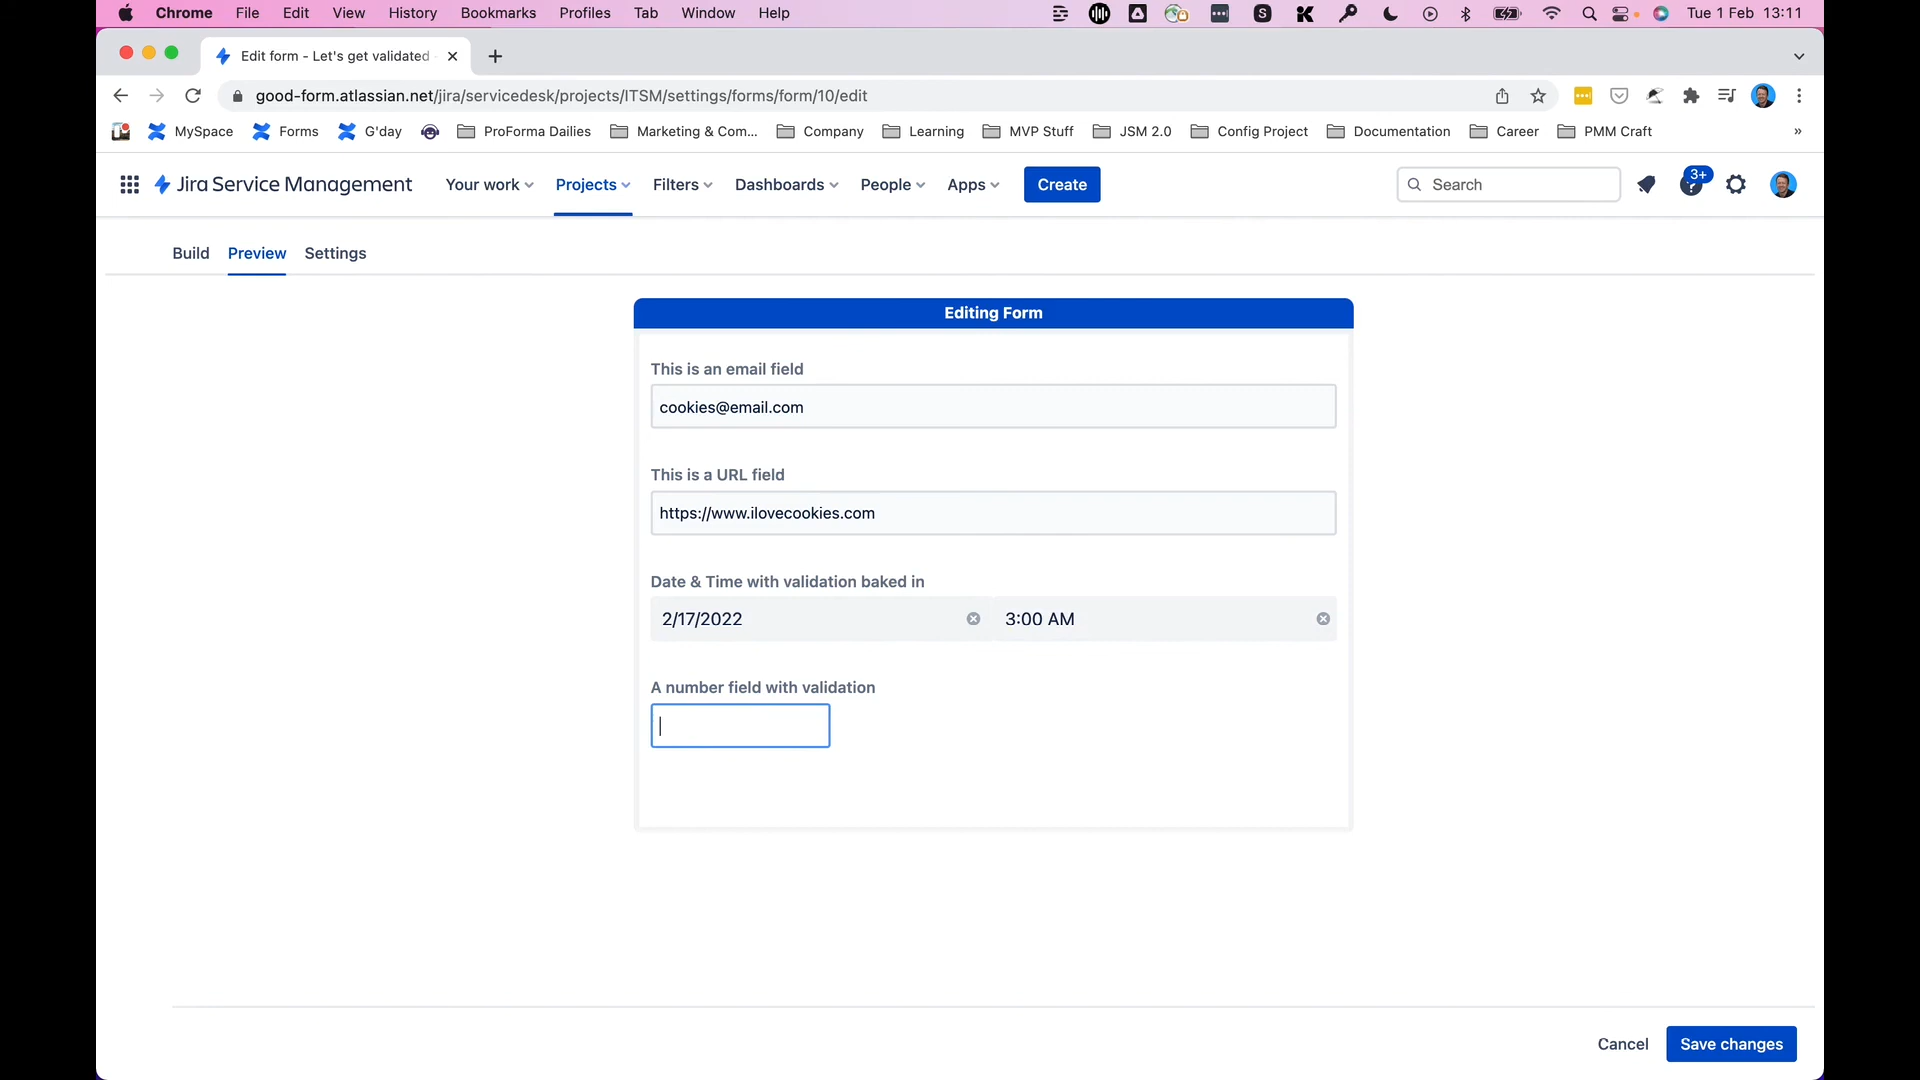 Chrome File Edit View History Bookmarks Profiles Tab Window Help Tue 1 Feb 13:11
Edit form - Let's get validated
good-form.atlassian.net/jira/servicedesk/projects/ITSM/settings/forms/form/10/edit
MySpace Forms G'day ProForma Dailies Marketing & Com... Company Learning MVP Stuff JSM 2.0 Config Project Documentation Career PMM Craft »
Jira Service Management Your work Projects Filters Dashboards People Apps Create Search 3+
Build Preview Settings
Editing Form
This is an email field
cookies@email.com
This is a URL field
https://www.ilovecookies.com
Date & Time with validation baked in
2/17/2022 3:00 AM
A number field with validation
Cancel Save changes